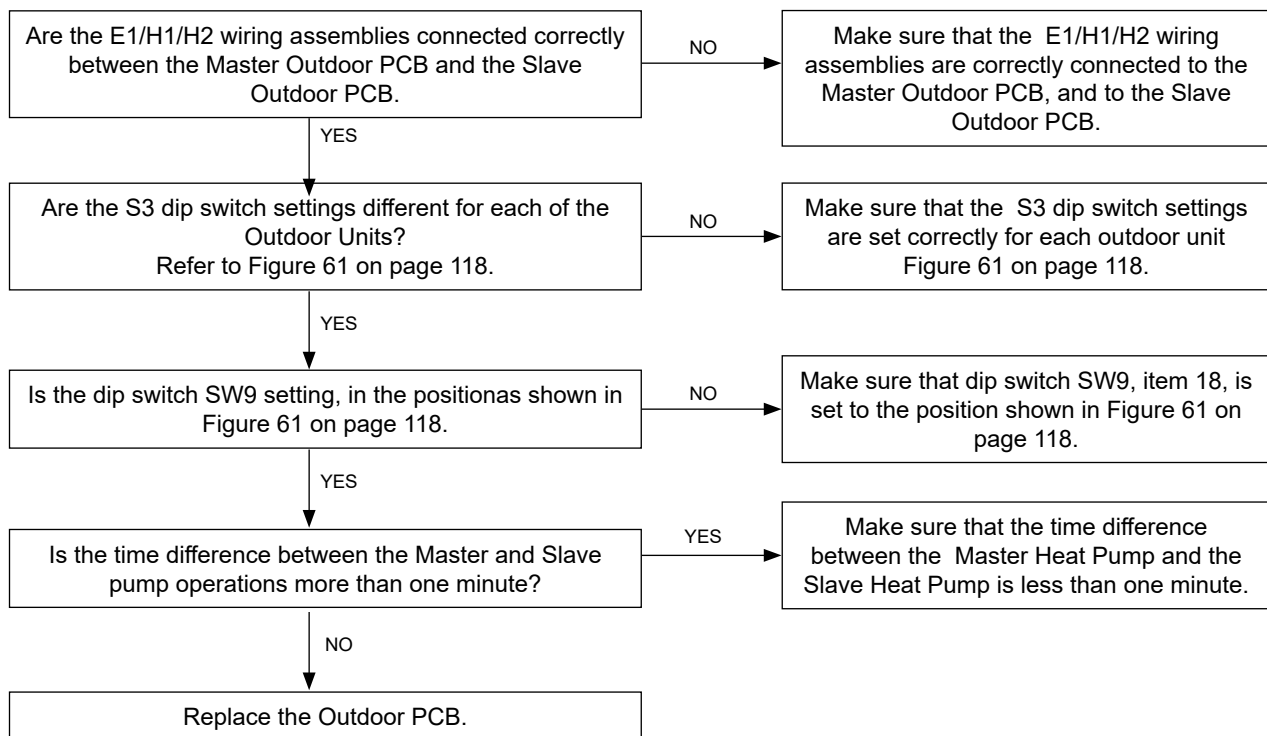 Are the E1/H1/H2 wiring assemblies connected correctly
between the Master Outdoor PCB and the Slave
Outdoor PCB.
NO
Make sure that the E1/H1/H2 wiring
assemblies are correctly connected to the
Master Outdoor PCB, and to the Slave
Outdoor PCB.
YES
Are the S3 dip switch settings different for each of the
Outdoor Units?
Refer to Figure 61 on page 118.
NO
Make sure that the S3 dip switch settings
are set correctly for each outdoor unit
Figure 61 on page 118.
YES
Is the dip switch SW9 setting, in the positionas shown in
Figure 61 on page 118.
NO
Make sure that dip switch SW9, item 18, is
set to the position shown in Figure 61 on
page 118.
YES
Is the time difference between the Master and Slave
pump operations more than one minute?
YES
Make sure that the time difference
between the Master Heat Pump and the
Slave Heat Pump is less than one minute.
NO
Replace the Outdoor PCB.